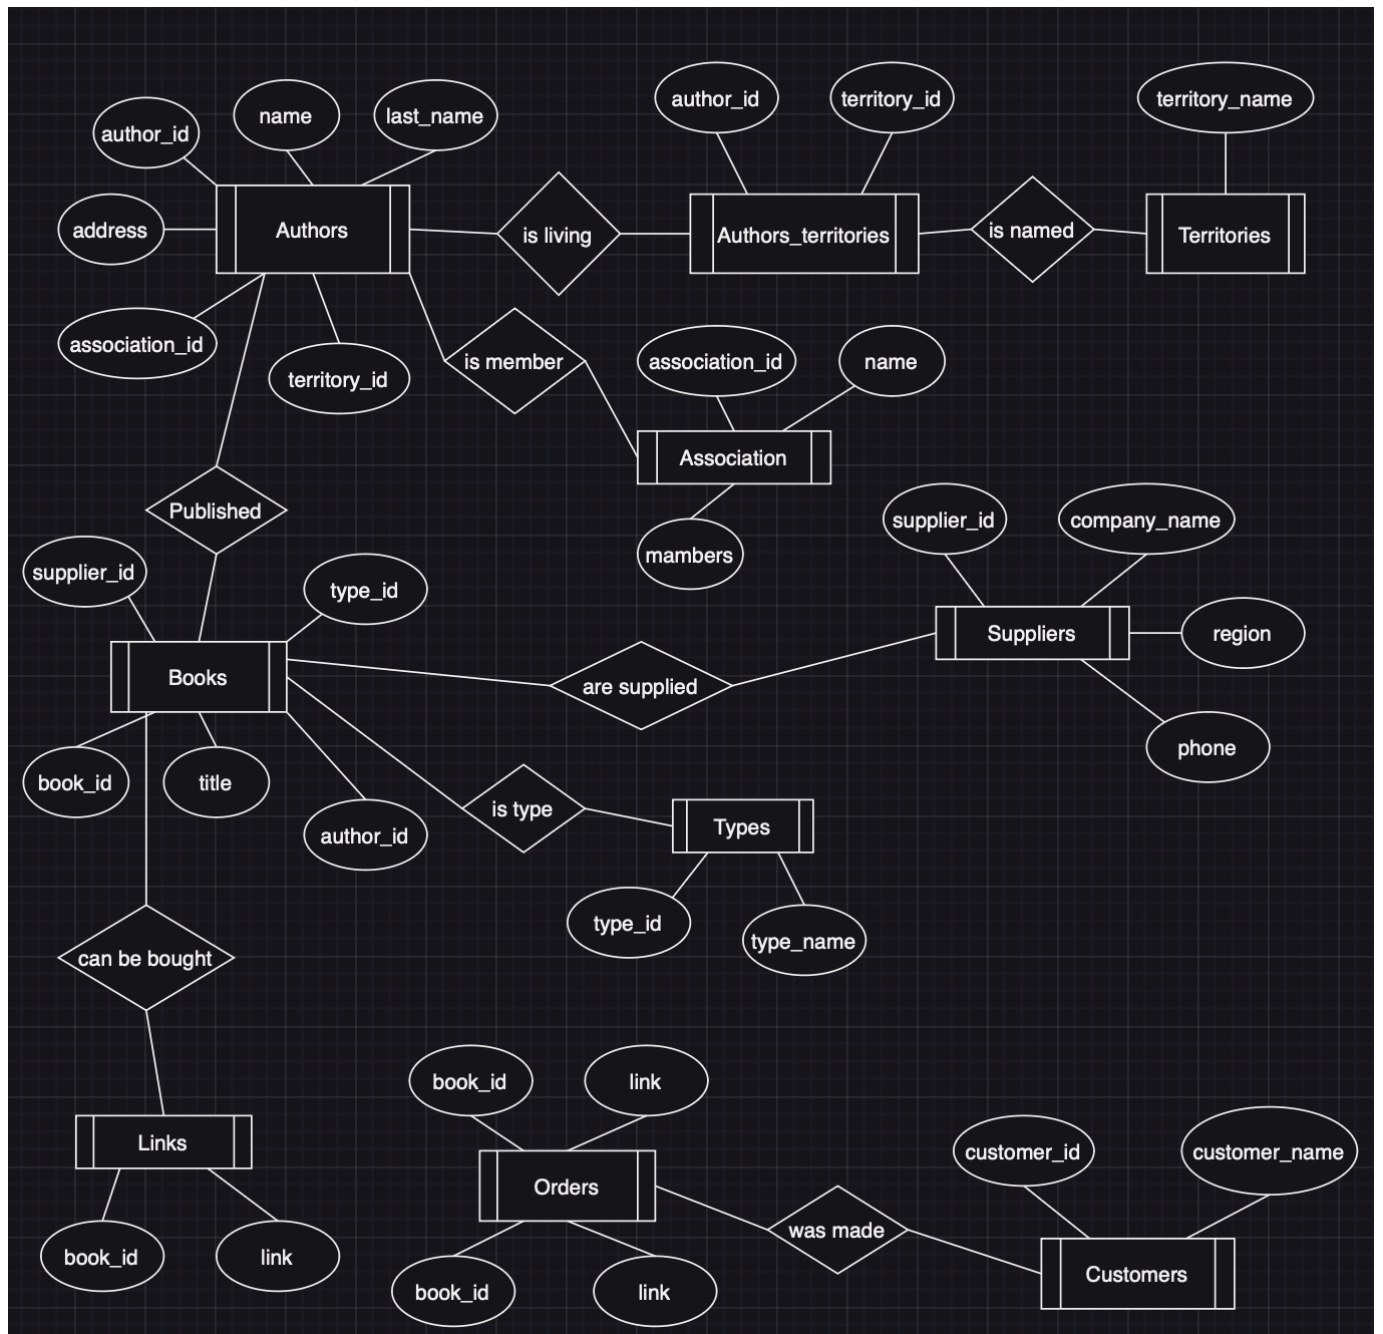 author_id
name
last_name
author_id
territory_id
territory_name
address
Authors
is living
Authors_territories
is named
Territories
association_id
territory_id
is member
association_id
name
Association
mambers
Published
supplier_id
type_id
supplier_id
company_name
Books
are supplied
Suppliers
region
phone
book_id
title
author_id
is type
Types
type_id
type_name
can be bought
book_id
link
Links
Orders
customer_id
customer_name
book_id
link
book_id
link
was made
Customers